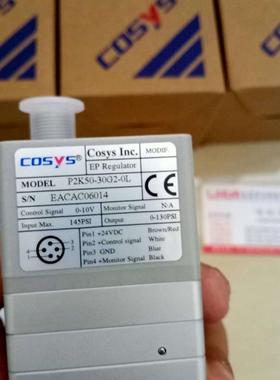 COSYS
COSYS
COSYS® Cosys Inc. MODIF.
EP Regulator
MODEL P2K50-30G2-0L
S/N EACAC06014
CE
Control Signal 0-10V Monitor Signal N/A
Input Max. 145PSI Output 0-130PSI
Pin1 +24VDC Brown/Red
Pin2 +Control signal White
Pin3 GND Blue
Pin4 +Monitor Signal Black